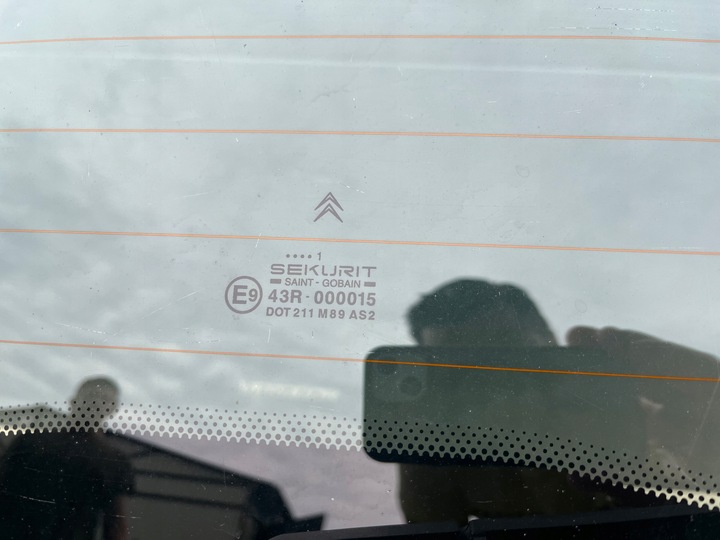 •••• 1
SEKURIT
SAINT - GOBAIN
E9 43R - 000015
DOT 211 M89 AS2